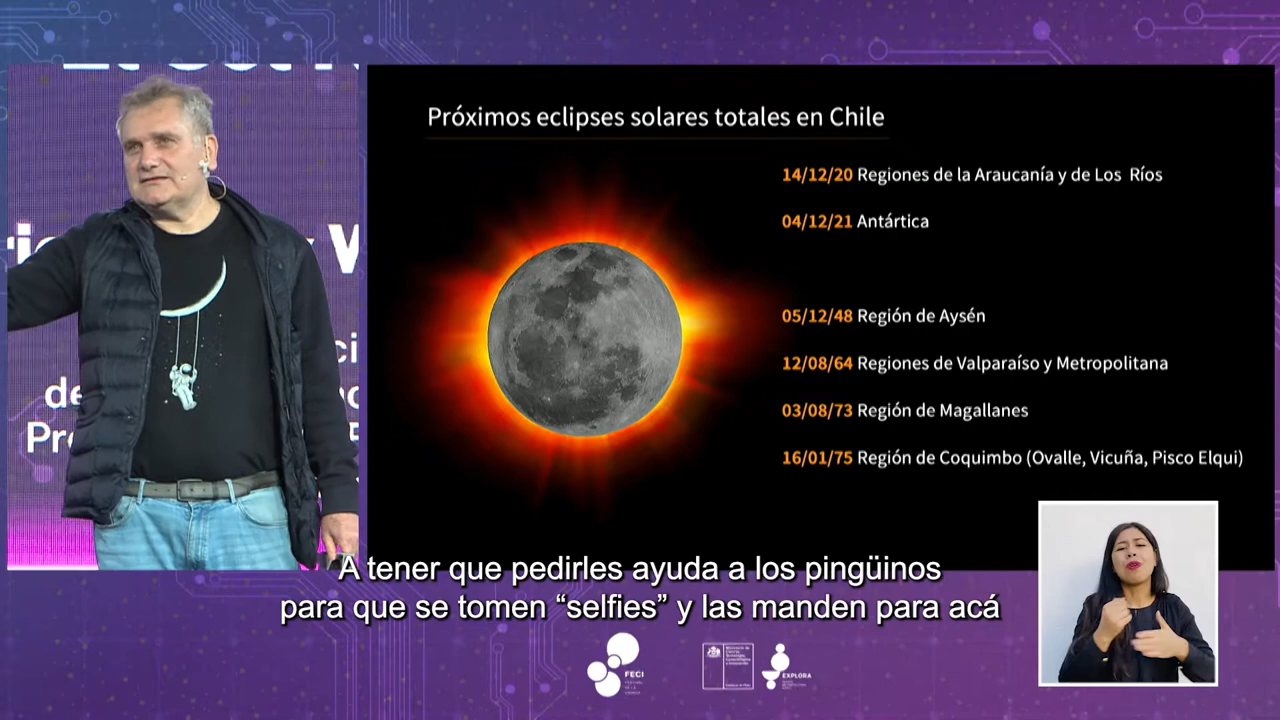 Próximos eclipses solares totales en Chile
14/12/20 Regiones de la Araucanía y de Los Ríos
04/12/21 Antártica
05/12/48 Región de Aysén
12/08/64 Regiones de Valparaíso y Metropolitana
03/08/73 Región de Magallanes
16/01/75 Región de Coquimbo (Ovalle, Vicuña, Pisco Elqui)
A tener que pedirles ayuda a los pingüinos
para que se tomen “selfies” y las manden para acá
FECI
EXPLORA